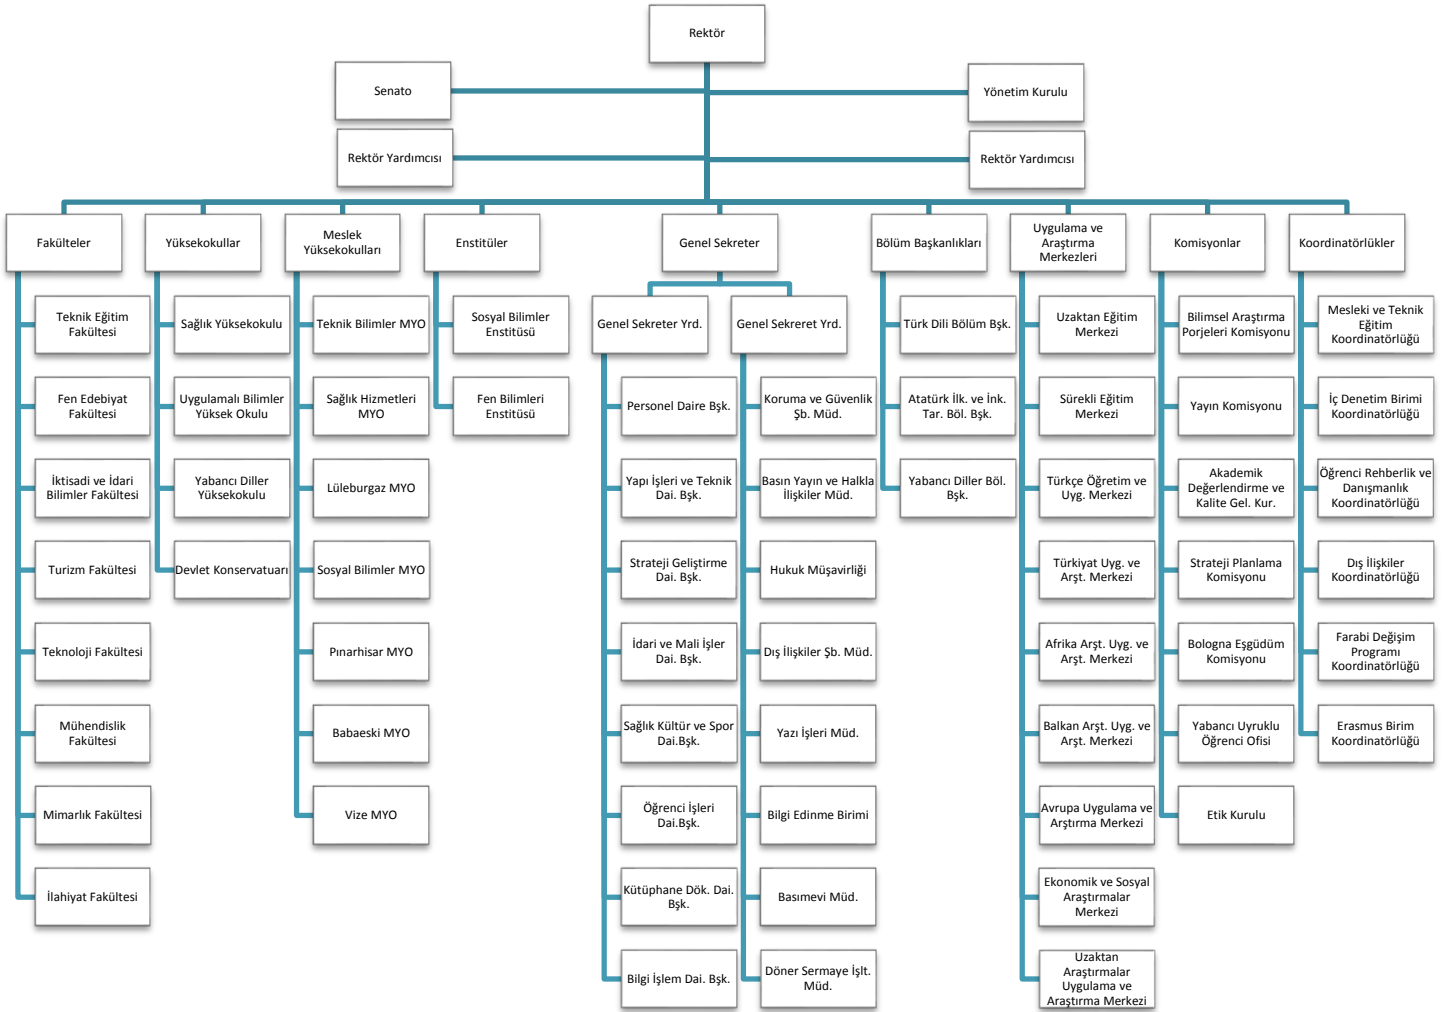 Rektör
Senato
Yönetim Kurulu
Rektör Yardımcısı
Rektör Yardımcısı
Fakülteler
Teknik Eğitim
Fakültesi
Fen Edebiyat
Fakültesi
İktisadi ve İdari
Bilimler Fakültesi
Turizm Fakültesi
Teknoloji Fakültesi
Mühendislik
Fakültesi
Mimarlık Fakültesi
İlahiyat Fakültesi
Yüksekokullar
Sağlık Yüksekokulu
Uygulamalı Bilimler
Yüksek Okulu
Yabancı Diller
Yüksekokulu
Devlet Konservatuarı
Meslek
Yüksekokulları
Teknik Bilimler MYO
Sağlık Hizmetleri
MYO
Lüleburgaz MYO
Sosyal Bilimler MYO
Pınarhisar MYO
Babaeski MYO
Vize MYO
Enstitüler
Sosyal Bilimler
Enstitüsü
Fen Bilimleri
Enstitüsü
Genel Sekreter
Genel Sekreter Yrd.
Personel Daire Bşk.
Yapı İşleri ve Teknik
Dai. Bşk.
Strateji Geliştirme
Dai. Bşk.
İdari ve Mali İşler
Dai. Bşk.
Sağlık Kültür ve Spor
Dai.Bşk.
Öğrenci İşleri
Dai.Bşk.
Kütüphane Dök. Dai.
Bşk.
Bilgi İşlem Dai. Bşk.
Genel Sekreret Yrd.
Koruma ve Güvenlik
Şb. Müd.
Basın Yayın ve Halkla
İlişkiler Müd.
Hukuk Müşavirliği
Dış İlişkiler Şb. Müd.
Yazı İşleri Müd.
Bilgi Edinme Birimi
Basımevi Müd.
Döner Sermaye İşlt.
Müd.
Bölüm Başkanlıkları
Türk Dili Bölüm Bşk.
Atatürk İlk. ve İnk.
Tar. Böl. Bşk.
Yabancı Diller Böl.
Bşk.
Uygulama ve
Araştırma
Merkezleri
Uzaktan Eğitim
Merkezi
Sürekli Eğitim
Merkezi
Türkçe Öğretim ve
Uyg. Merkezi
Türkiyat Uyg. ve
Arşt. Merkezi
Afrika Arşt. Uyg. ve
Arşt. Merkezi
Balkan Arşt. Uyg. ve
Arşt. Merkezi
Avrupa Uygulama ve
Arştırma Merkezi
Ekonomik ve Sosyal
Araştırmalar
Merkezi
Uzaktan
Araştırmalar
Uygulama ve
Araştırma Merkezi
Komisyonlar
Bilimsel Araştırma
Porjeleri Komisyonu
Yayın Komisyonu
Akademik
Değerlendirme ve
Kalite Gel. Kur.
Strateji Planlama
Komisyonu
Bologna Eşgüdüm
Komisyonu
Yabancı Uyruklu
Öğrenci Ofisi
Etik Kurulu
Koordinatörlükler
Mesleki ve Teknik
Eğitim
Koordinatörlüğü
İç Denetim Birimi
Koordinatörlüğü
Öğrenci Rehberlik ve
Danışmanlık
Koordinatörlüğü
Dış İlişkiler
Koordinatörlüğü
Farabi Değişim
Programı
Koordinatörlüğü
Erasmus Birim
Koordinatörlüğü